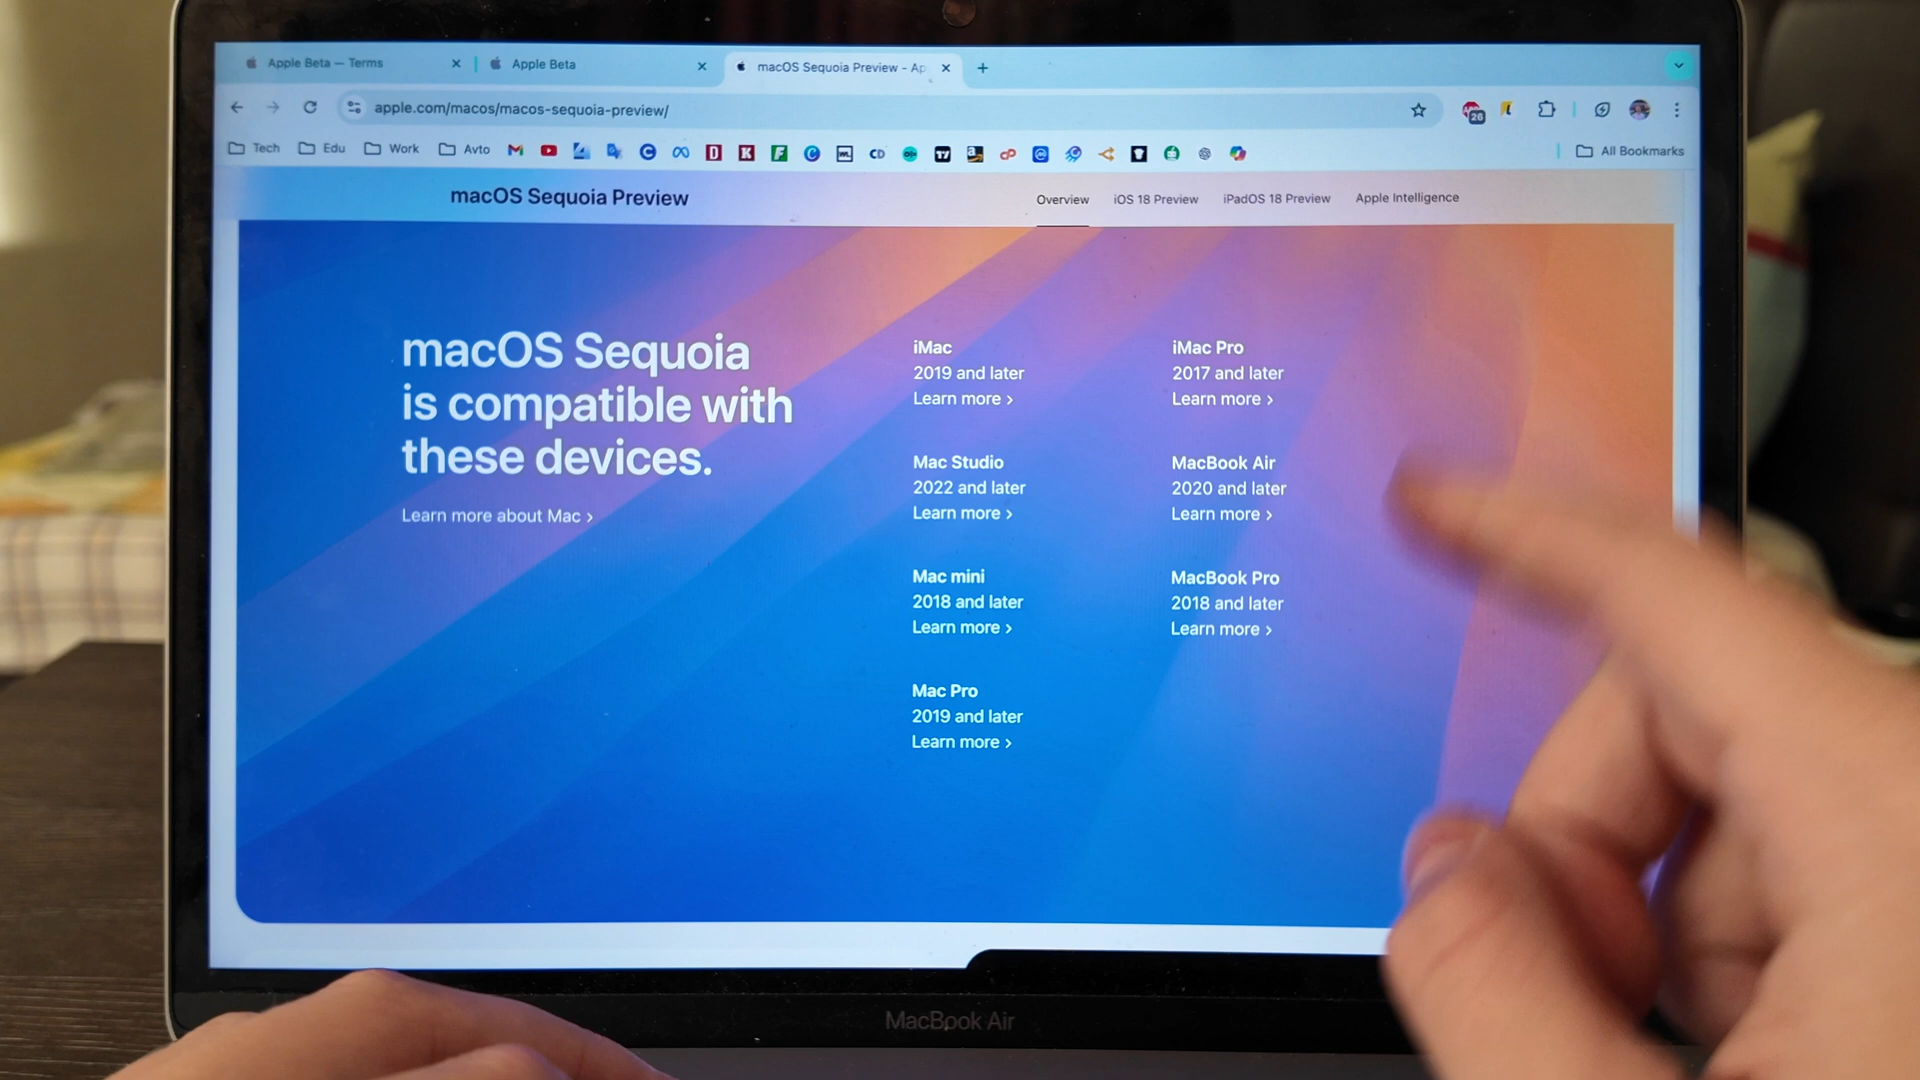 Apple Beta — Terms
Apple Beta
macOS Sequoia Preview - Ap
apple.com/macos/macos-sequoia-preview/
26
Tech
Edu
Work
Avto
CD
All Bookmarks
macOS Sequoia Preview
Overview
iOS 18 Preview
iPadOS 18 Preview
Apple Intelligence
macOS Sequoia
is compatible with
these devices.
Learn more about Mac >
iMac
2019 and later
Learn more >
iMac Pro
2017 and later
Learn more >
Mac Studio
2022 and later
Learn more >
MacBook Air
2020 and later
Learn more >
Mac mini
2018 and later
Learn more >
MacBook Pro
2018 and later
Learn more >
Mac Pro
2019 and later
Learn more >
MacBook Air